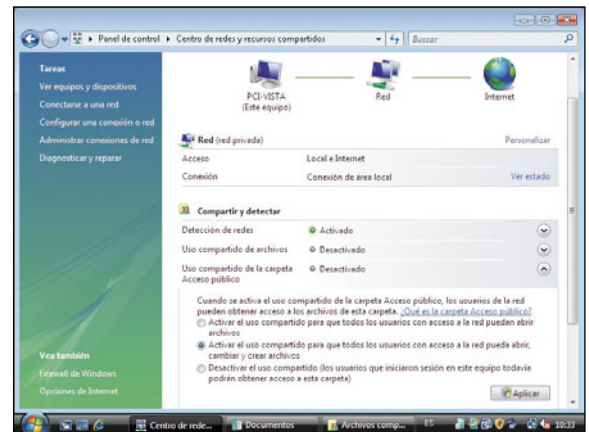 Panel de control ▸ Centro de redes y recursos compartidos
Buscar
Tareas
Ver equipos y dispositivos
Conectarse a una red
Configurar una conexión o red
Administrar conexiones de red
Diagnosticar y reparar
PCI-VISTA
(Este equipo)
Red
Internet
Red (red privada)
Personalizar
Acceso
Local e Internet
Conexión
Conexión de área local
Ver estado
Compartir y detectar
Detección de redes
Activado
Uso compartido de archivos
Desactivado
Uso compartido de la carpeta
Acceso público
Desactivado
Cuando se activa el uso compartido de la carpeta Acceso público, los usuarios de la red
pueden obtener acceso a los archivos de esta carpeta. ¿Qué es la carpeta Acceso público?
Activar el uso compartido para que todos los usuarios con acceso a la red puedan abrir
archivos
Activar el uso compartido para que todos los usuarios con acceso a la red pueda abrir,
cambiar y crear archivos
Desactivar el uso compartido (los usuarios que iniciaron sesión en este equipo todavía
podrán obtener acceso a esta carpeta)
Aplicar
Vea también
Firewall de Windows
Opciones de Internet
Centro de rede...
Documentos
Archivos comp...
ES
10:33